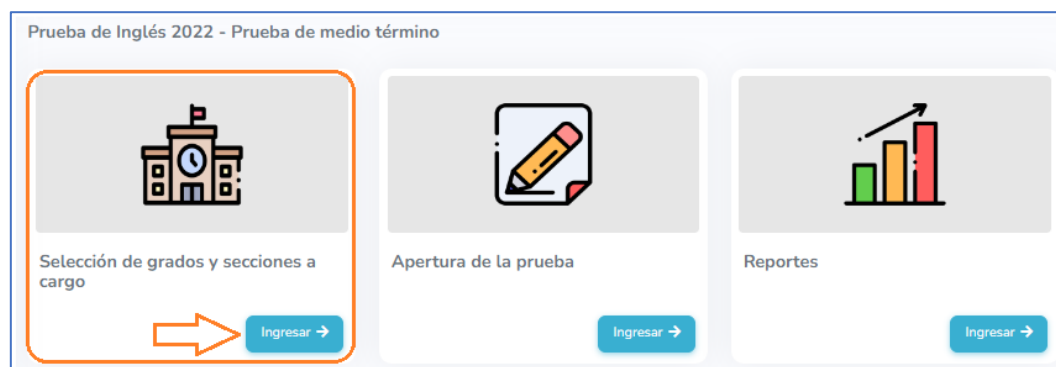 Prueba de Inglés 2022 - Prueba de medio término
Selección de grados y secciones a
cargo
Ingresar →
Apertura de la prueba
Ingresar →
Reportes
Ingresar →